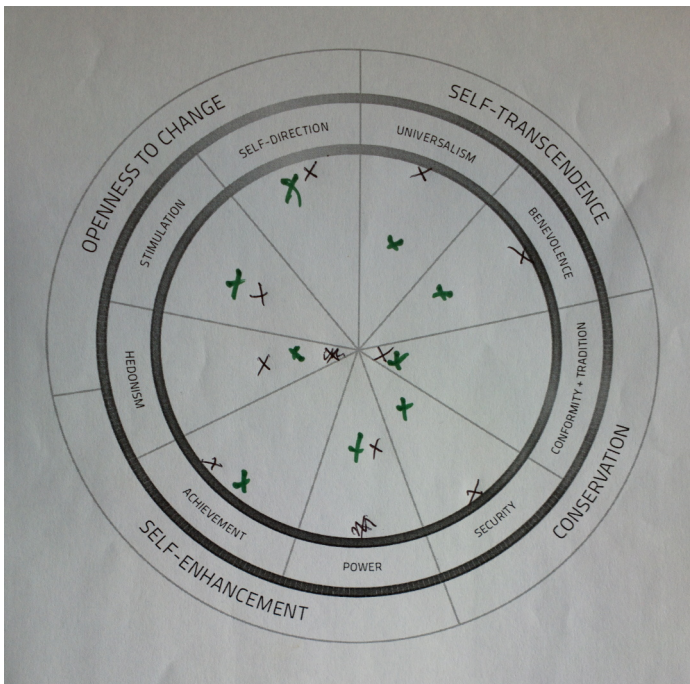 OPENNESS TO CHANGE
SELF-TRANSCENDENCE
SELF-DIRECTION
UNIVERSALISM
STIMULATION
BENEVOLENCE
HEDONISM
CONFORMITY + TRADITION
ACHIEVEMENT
SECURITY
POWER
CONSERVATION
SELF-ENHANCEMENT